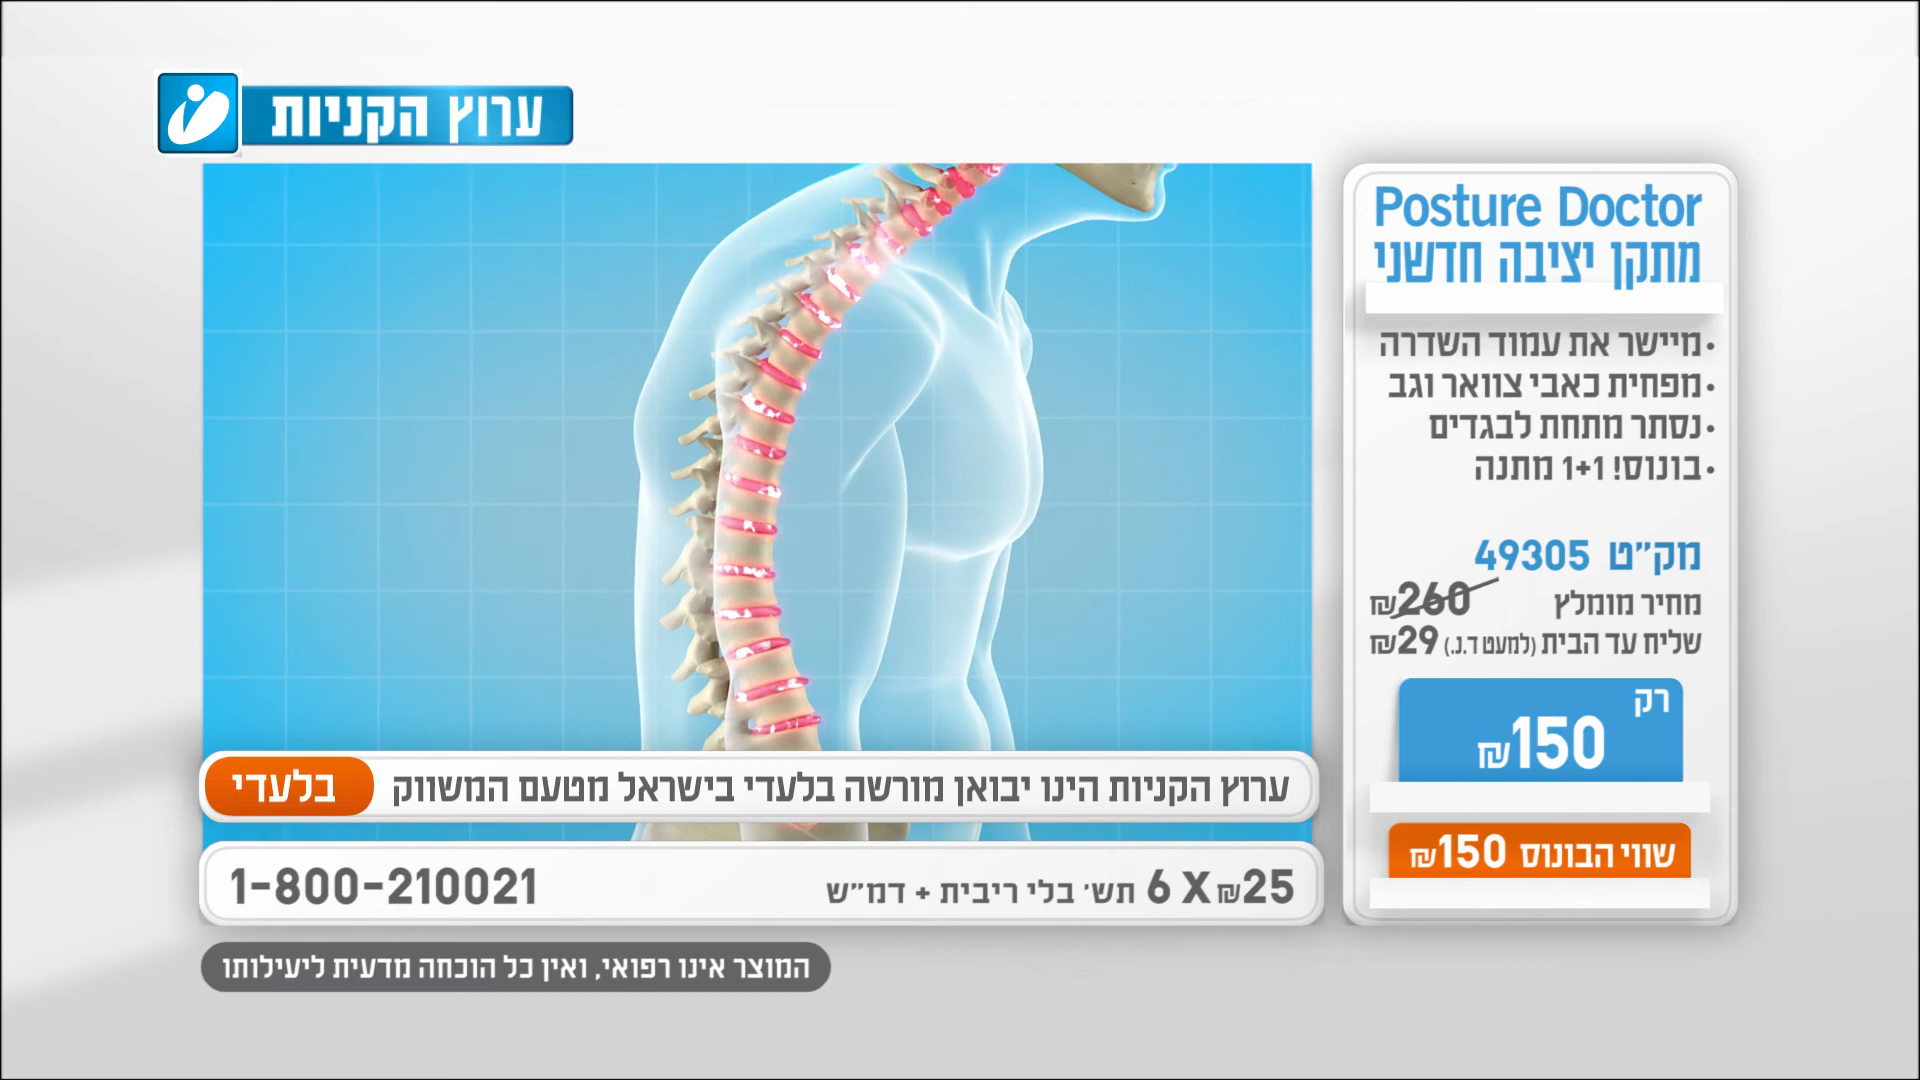 ערוץ הקניות
Posture Doctor
מתקן יציבה חדשני
•מיישר את עמוד השדרה
•מפחית כאבי צוואר וגב
•נסתר מתחת לבגדים
•בונוס! 1+1 מתנה
מק"ט 49305
מחיר מומלץ 260₪
שליח עד הבית (למעט ד.נ.) 29₪
רק
150₪
שווי הבונוס 150₪
ערוץ הקניות הינו יבואן מורשה בלעדי בישראל מטעם המשווק
בלעדי
25₪ X 6 תש' בלי ריבית + דמ"ש
1-800-210021
המוצר אינו רפואי, ואין כל הוכחה מדעית ליעילותו